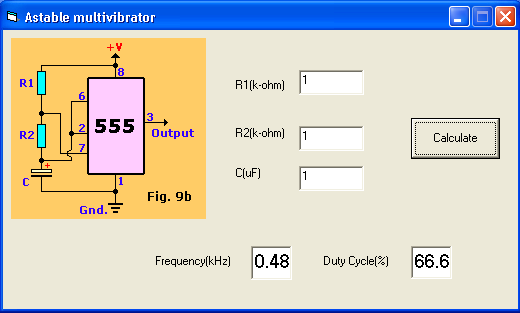 Astable multivibrator
+V
8
R1
6
555
3
Output
2
R2
7
+
C
1
Gnd.
Fig. 9b
R1(k-ohm)
1
R2(k-ohm)
1
C(uF)
1
Calculate
Frequency(kHz)
0.48
Duty Cycle(%)
66.6